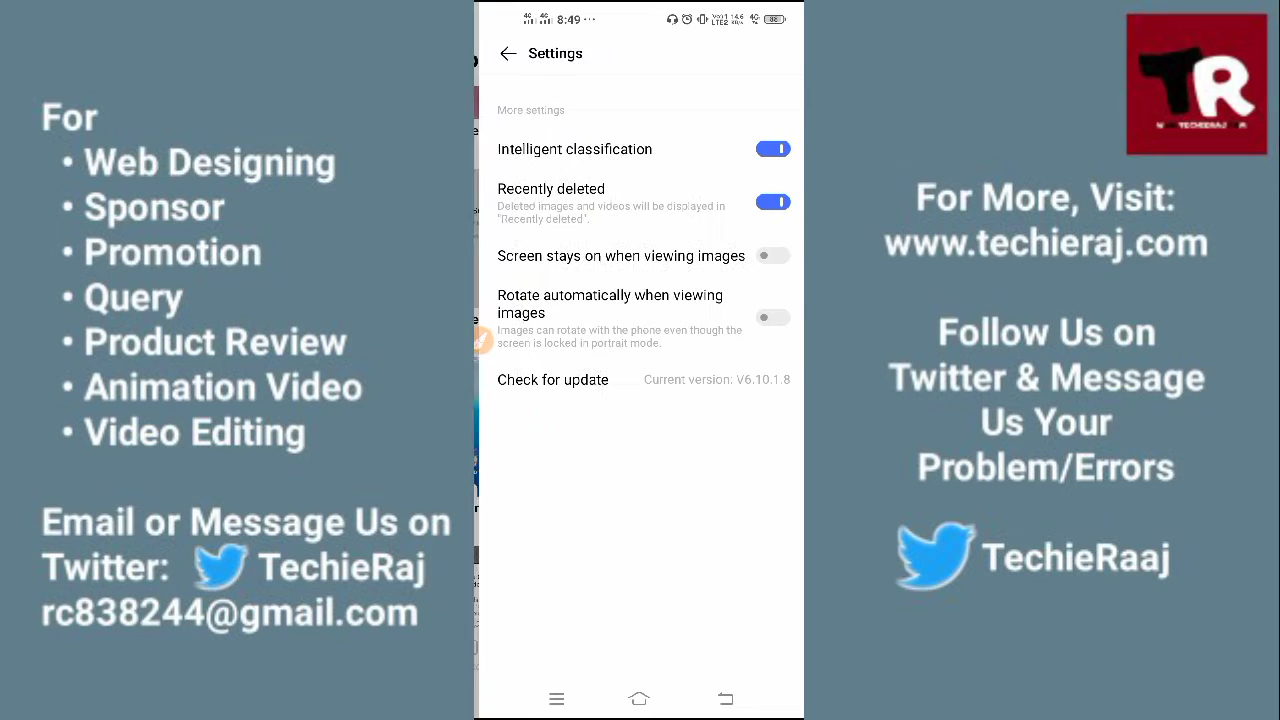 For
• Web Designing
• Sponsor
• Promotion
• Query
• Product Review
• Animation Video
• Video Editing
Email or Message Us on
Twitter: TechieRaj
rc838244@gmail.com
8:49 ···
Settings
More settings
Intelligent classification
Recently deleted
Deleted images and videos will be displayed in
"Recently deleted".
Screen stays on when viewing images
Rotate automatically when viewing
images
Images can rotate with the phone even though the
screen is locked in portrait mode.
Check for update Current version: V6.10.1.8
TR
For More, Visit:
www.techieraj.com
Follow Us on
Twitter & Message
Us Your
Problem/Errors
TechieRaaj